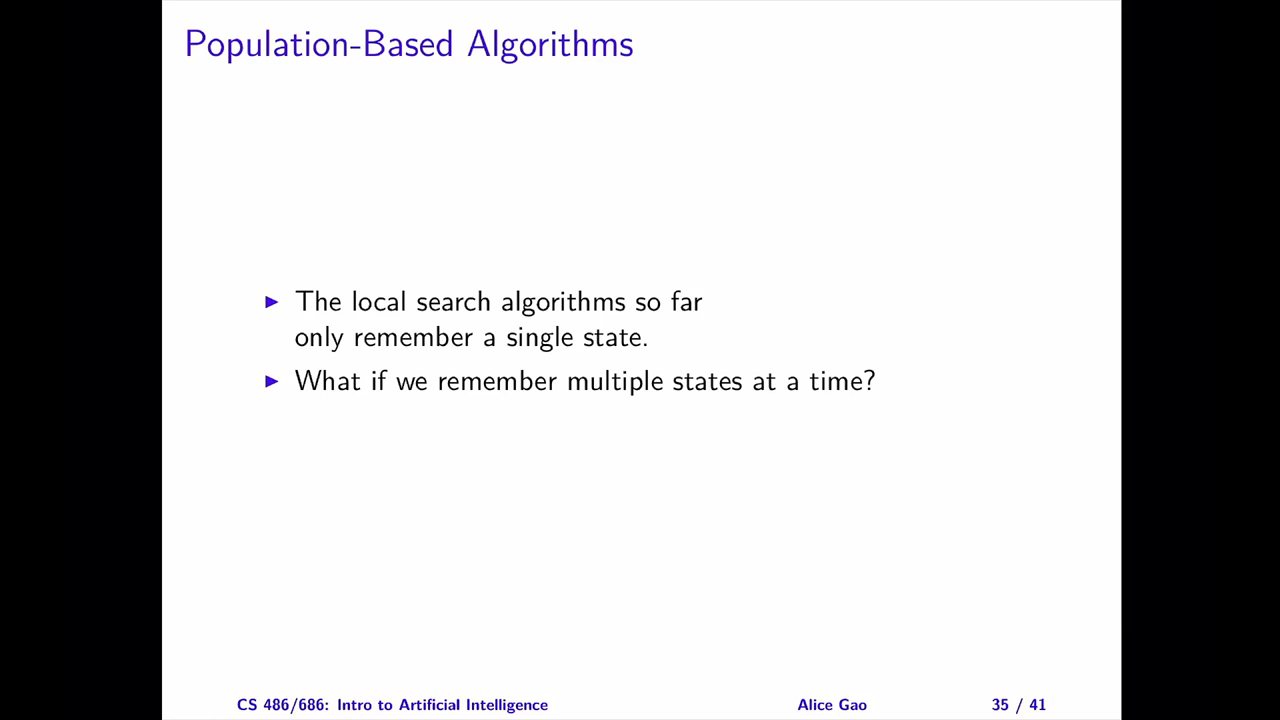 Population-Based Algorithms
▶ The local search algorithms so far
only remember a single state.
▶ What if we remember multiple states at a time?
CS 486/686: Intro to Artificial Intelligence Alice Gao 35 / 41